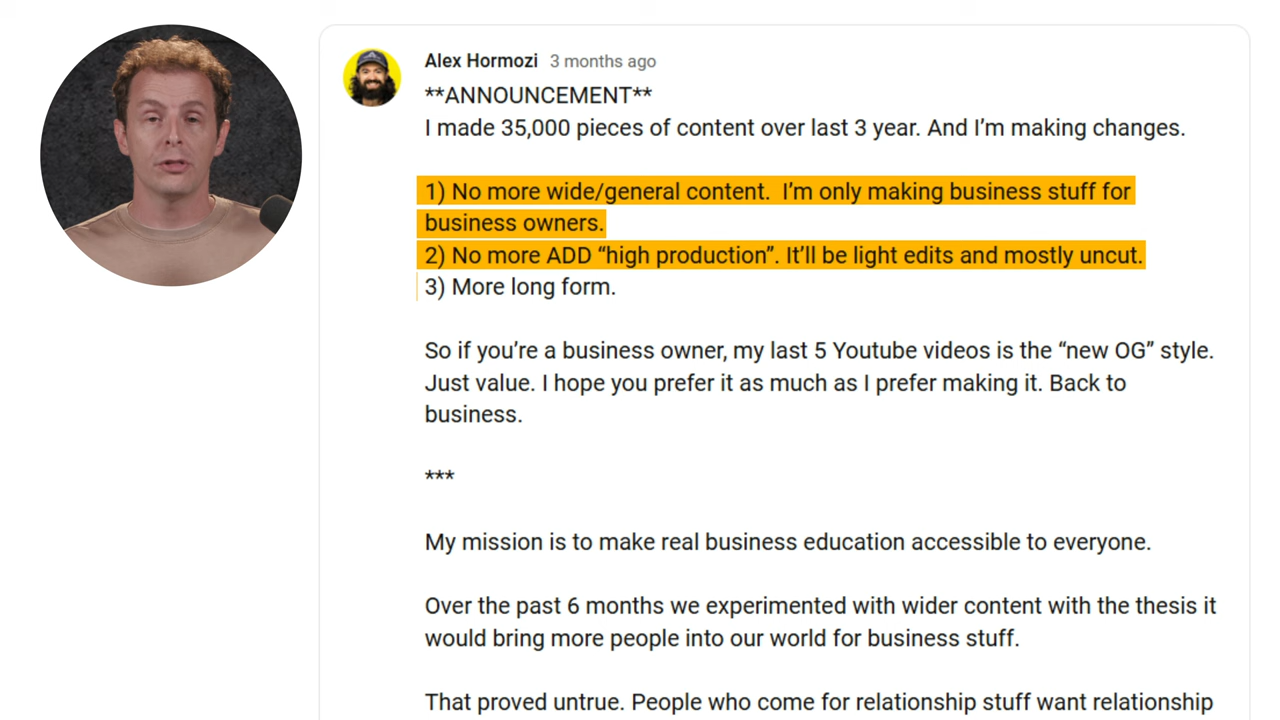 Alex Hormozi 3 months ago
**ANNOUNCEMENT**
I made 35,000 pieces of content over last 3 year. And I’m making changes.
1) No more wide/general content.  I’m only making business stuff for
business owners.
2) No more ADD “high production”. It’ll be light edits and mostly uncut.
3) More long form.
So if you’re a business owner, my last 5 Youtube videos is the “new OG” style.
Just value. I hope you prefer it as much as I prefer making it. Back to
business.
***
My mission is to make real business education accessible to everyone.
Over the past 6 months we experimented with wider content with the thesis it
would bring more people into our world for business stuff.
That proved untrue. People who come for relationship stuff want relationship